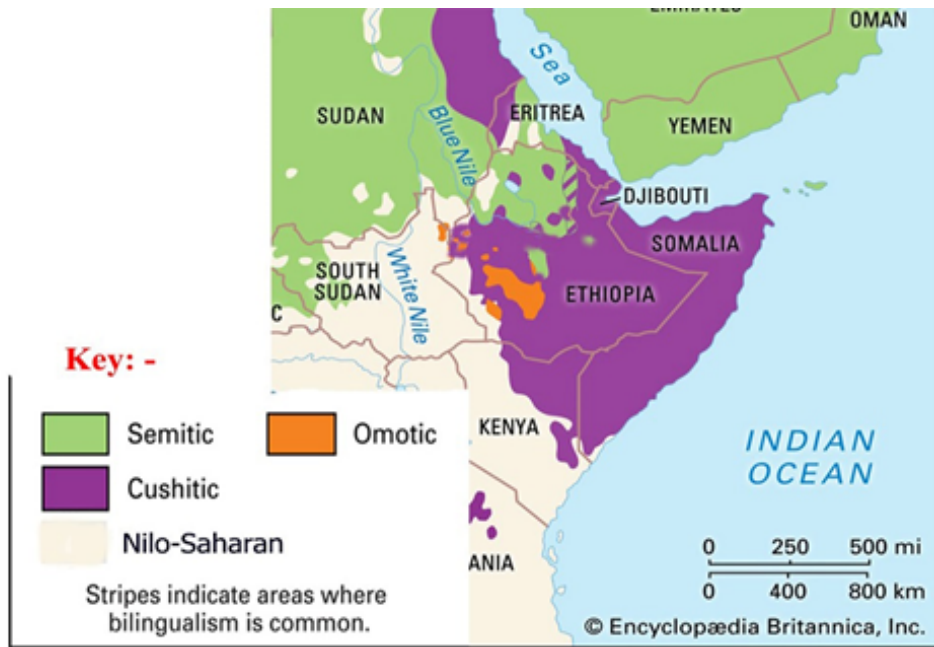 EMIRATES
OMAN
Sea
SUDAN
ERITREA
Blue Nile
YEMEN
DJIBOUTI
SOMALIA
SOUTH
SUDAN
White Nile
ETHIOPIA
C
Key: -
KENYA
Semitic
Omotic
INDIAN
OCEAN
Cushitic
Nilo-Saharan
ANIA
0 250 500 mi
0 400 800 km
Stripes indicate areas where
bilingualism is common.
© Encyclopædia Britannica, Inc.